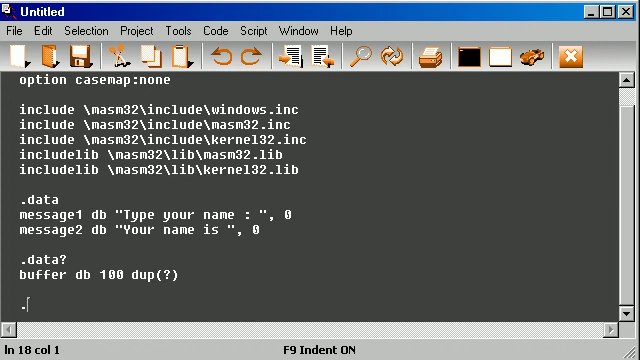 Untitled
File Edit Selection Project Tools Code Script Window Help
option casemap:none
include \masm32\include\windows.inc
include \masm32\include\masm32.inc
include \masm32\include\kernel32.inc
includelib \masm32\lib\masm32.lib
includelib \masm32\lib\kernel32.lib
.data
message1 db "Type your name : ", 0
message2 db "Your name is ", 0
.data?
buffer db 100 dup(?)
.
ln 18 col 1 F9 Indent ON